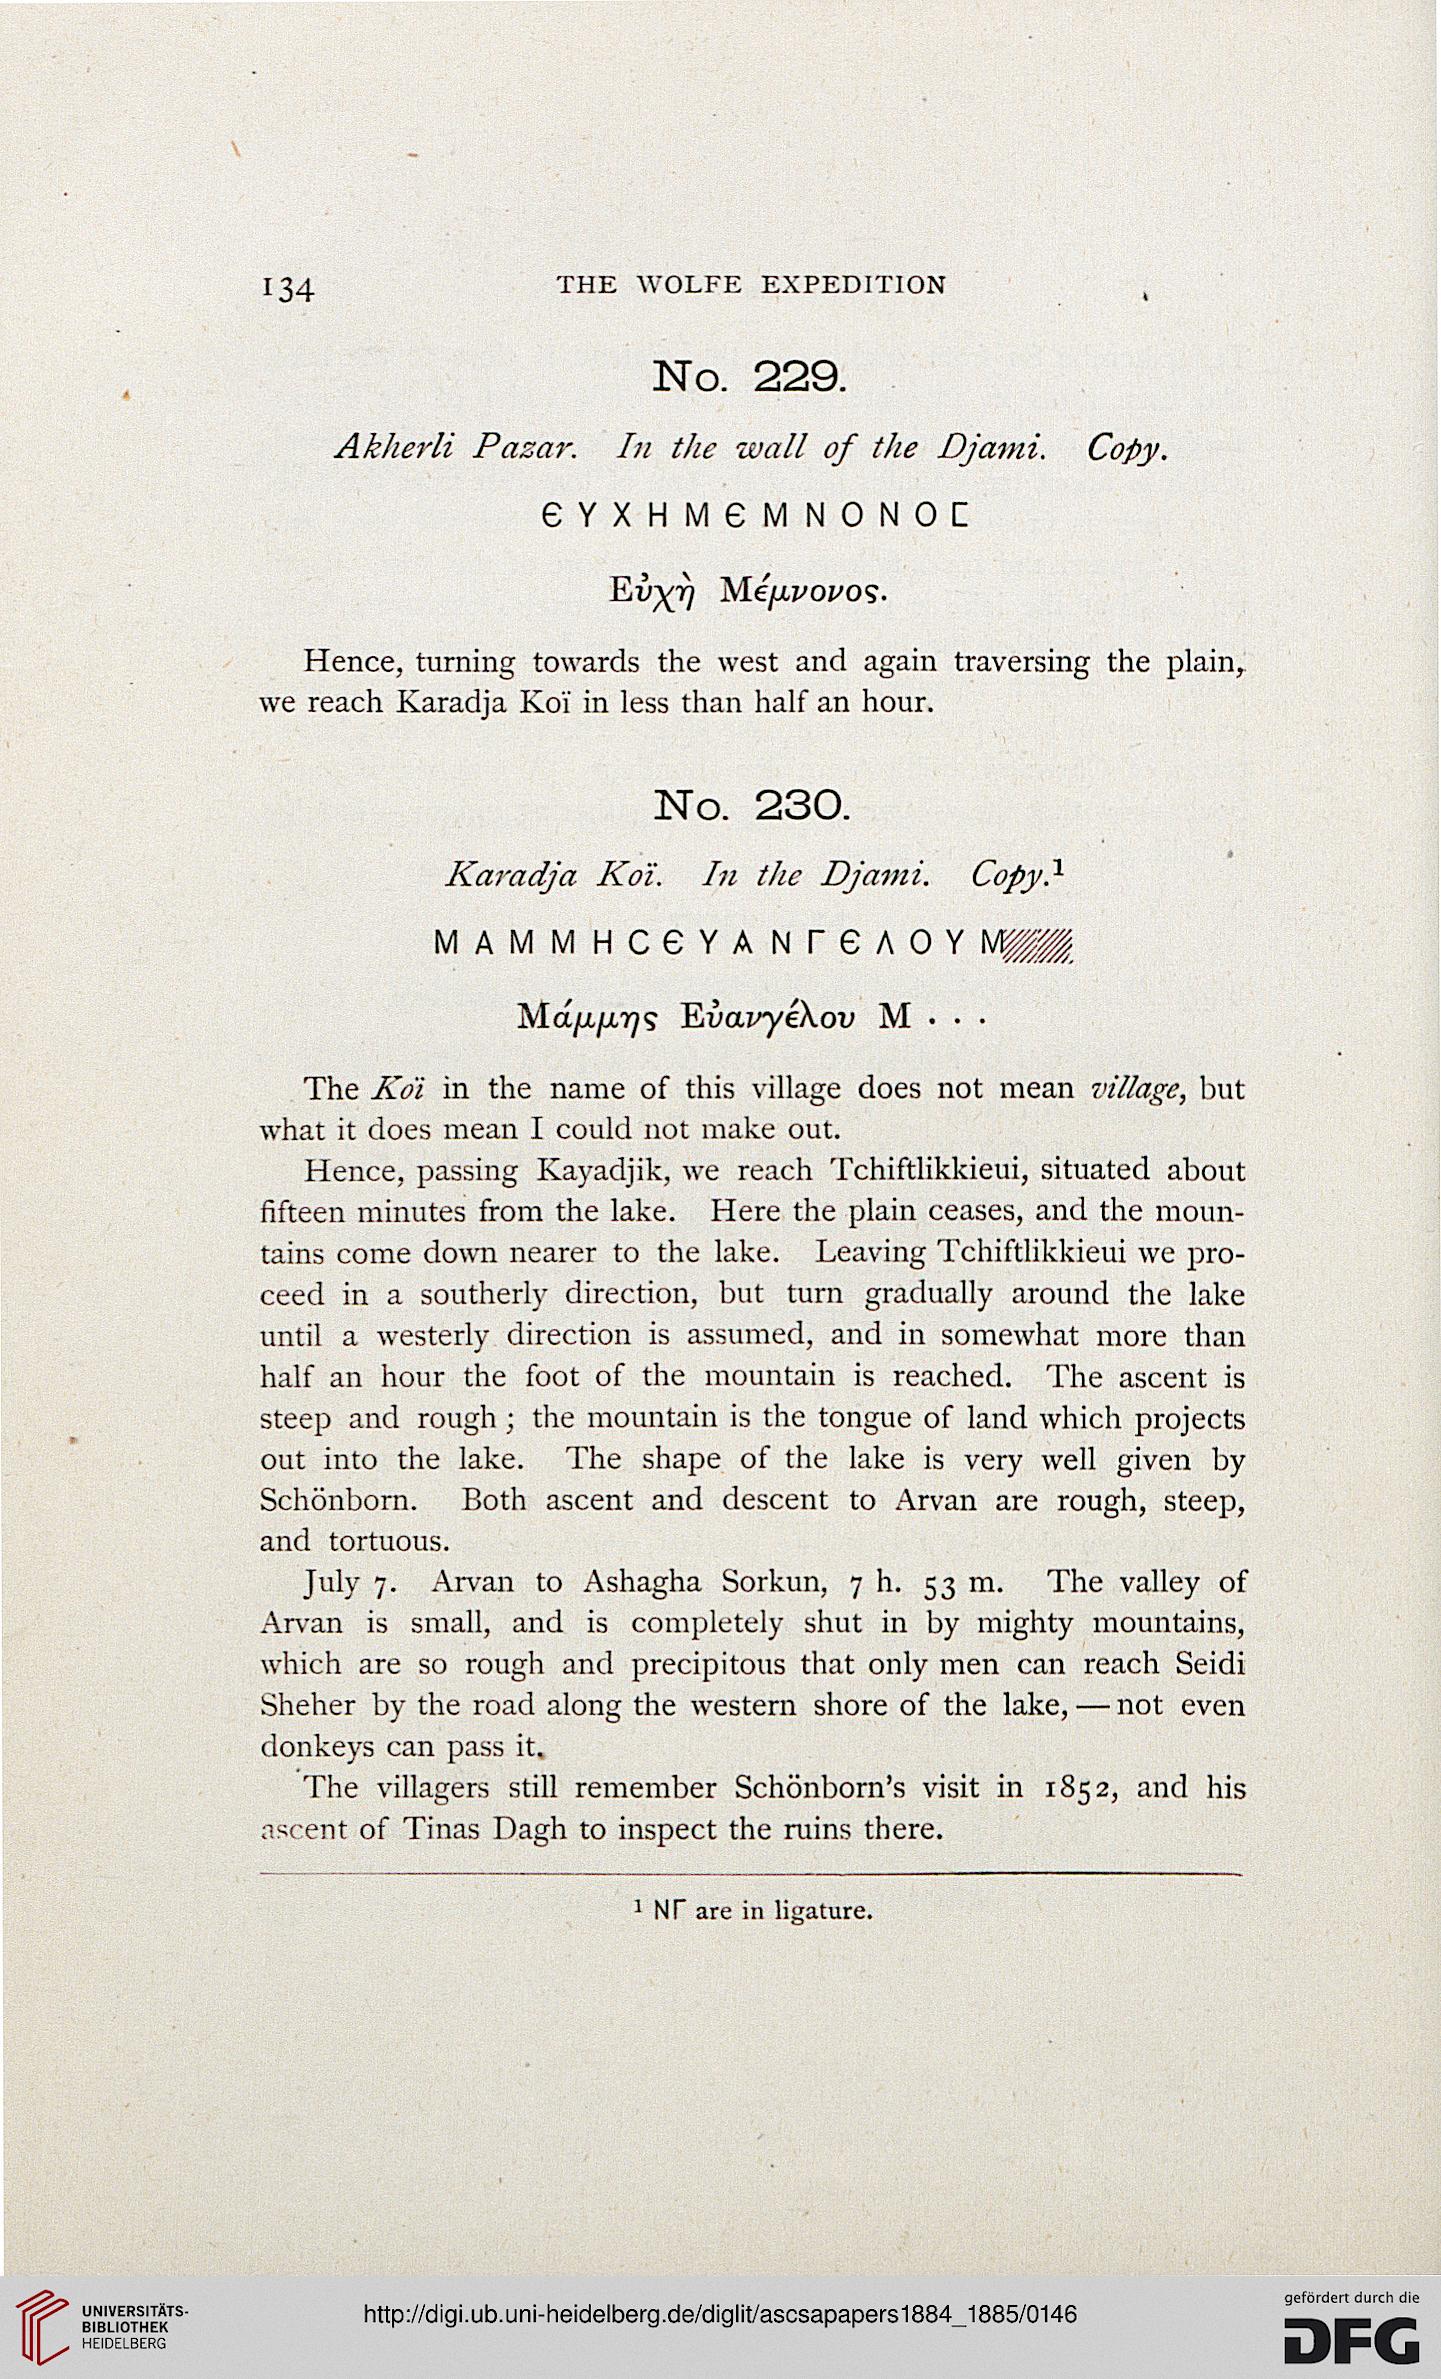 134 THE WOLFE EXPEDITION
No. 229.
Akherli Pazar. In the wall of the Djami. Copy.
ϵ Υ Χ Η Μ ϵ Μ Ν Ο Ν Ο Ϲ
Εὐχὴ Μέμνονος.
Hence, turning towards the west and again traversing the plain,
we reach Karadja Koï in less than half an hour.
No. 230.
Karadja Koï. In the Djami. Copy.¹
Μ Α Μ Μ Η Ϲ ϵ Υ Α Ν Γ ϵ Λ Ο Υ Μ
Μάμμης Εὐανγέλου Μ . . .
The Koï in the name of this village does not mean village, but
what it does mean I could not make out.
Hence, passing Kayadjik, we reach Tchiftlikkieui, situated about
fifteen minutes from the lake. Here the plain ceases, and the moun-
tains come down nearer to the lake. Leaving Tchiftlikkieui we pro-
ceed in a southerly direction, but turn gradually around the lake
until a westerly direction is assumed, and in somewhat more than
half an hour the foot of the mountain is reached. The ascent is
steep and rough ; the mountain is the tongue of land which projects
out into the lake. The shape of the lake is very well given by
Schönborn. Both ascent and descent to Arvan are rough, steep,
and tortuous.
July 7. Arvan to Ashagha Sorkun, 7 h. 53 m. The valley of
Arvan is small, and is completely shut in by mighty mountains,
which are so rough and precipitous that only men can reach Seidi
Sheher by the road along the western shore of the lake, — not even
donkeys can pass it.
The villagers still remember Schönborn's visit in 1852, and his
ascent of Tinas Dagh to inspect the ruins there.
¹ ΝΓ are in ligature.
UNIVERSITÄTS-
BIBLIOTHEK
HEIDELBERG
http://digi.ub.uni-heidelberg.de/diglit/ascsapapers1884_1885/0146
gefördert durch die
DFG